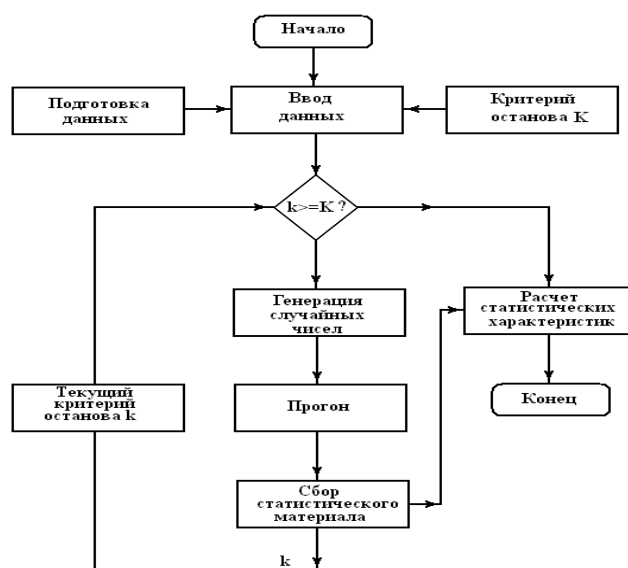 Начало
Подготовка
данных
Ввод
данных
Критерий
останова K
k>=K?
Генерация
случайных
чисел
Расчет
статистических
характеристик
Текущий
критерий
останова k
Прогон
Конец
Сбор
статистического
материала
k